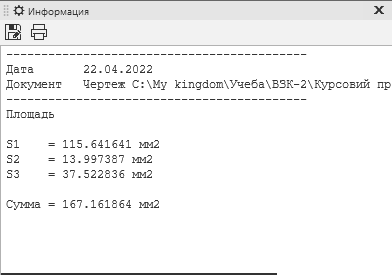 Информация
-----------------------------------------
Дата       22.04.2022
Документ   Чертеж C:\My kingdom\Учеба\ВЗК-2\Курсовий пр
-----------------------------------------
Площадь
S1    = 115.641641 мм2
S2    = 13.997387 мм2
S3    = 37.522836 мм2
Сумма = 167.161864 мм2